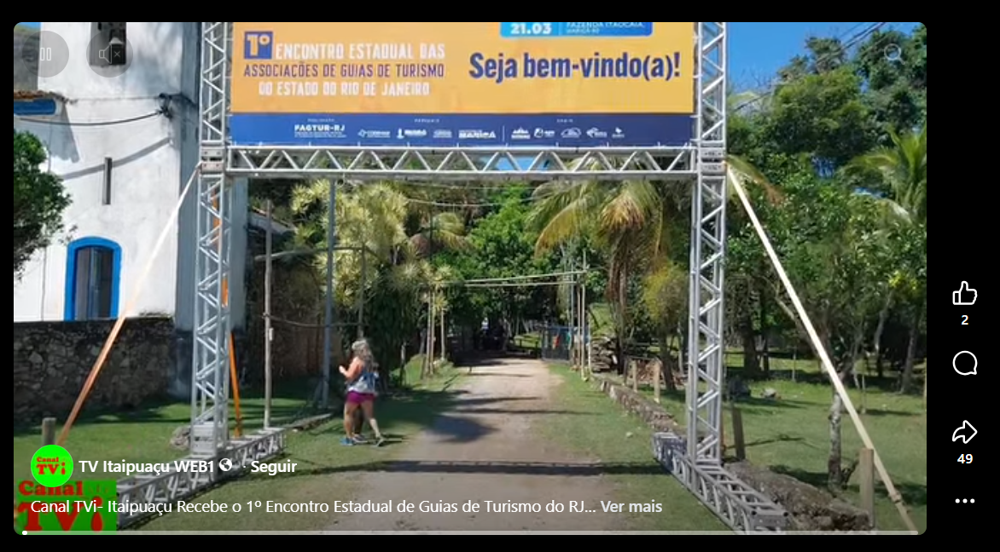 21.03
FAZENDA ITAOCAIA,
1º ENCONTRO ESTADUAL DAS
ASSOCIAÇÕES DE GUIAS DE TURISMO
DO ESTADO DO RIO DE JANEIRO
Seja bem-vindo(a)!
FAGTUR-RJ
MARICÁ
2
49
Canal
TVi
TV Itaipuaçu WEB1 · Seguir
Canal
TVi
Canal TVi- Itaipuaçu Recebe o 1º Encontro Estadual de Guias de Turismo do RJ... Ver mais